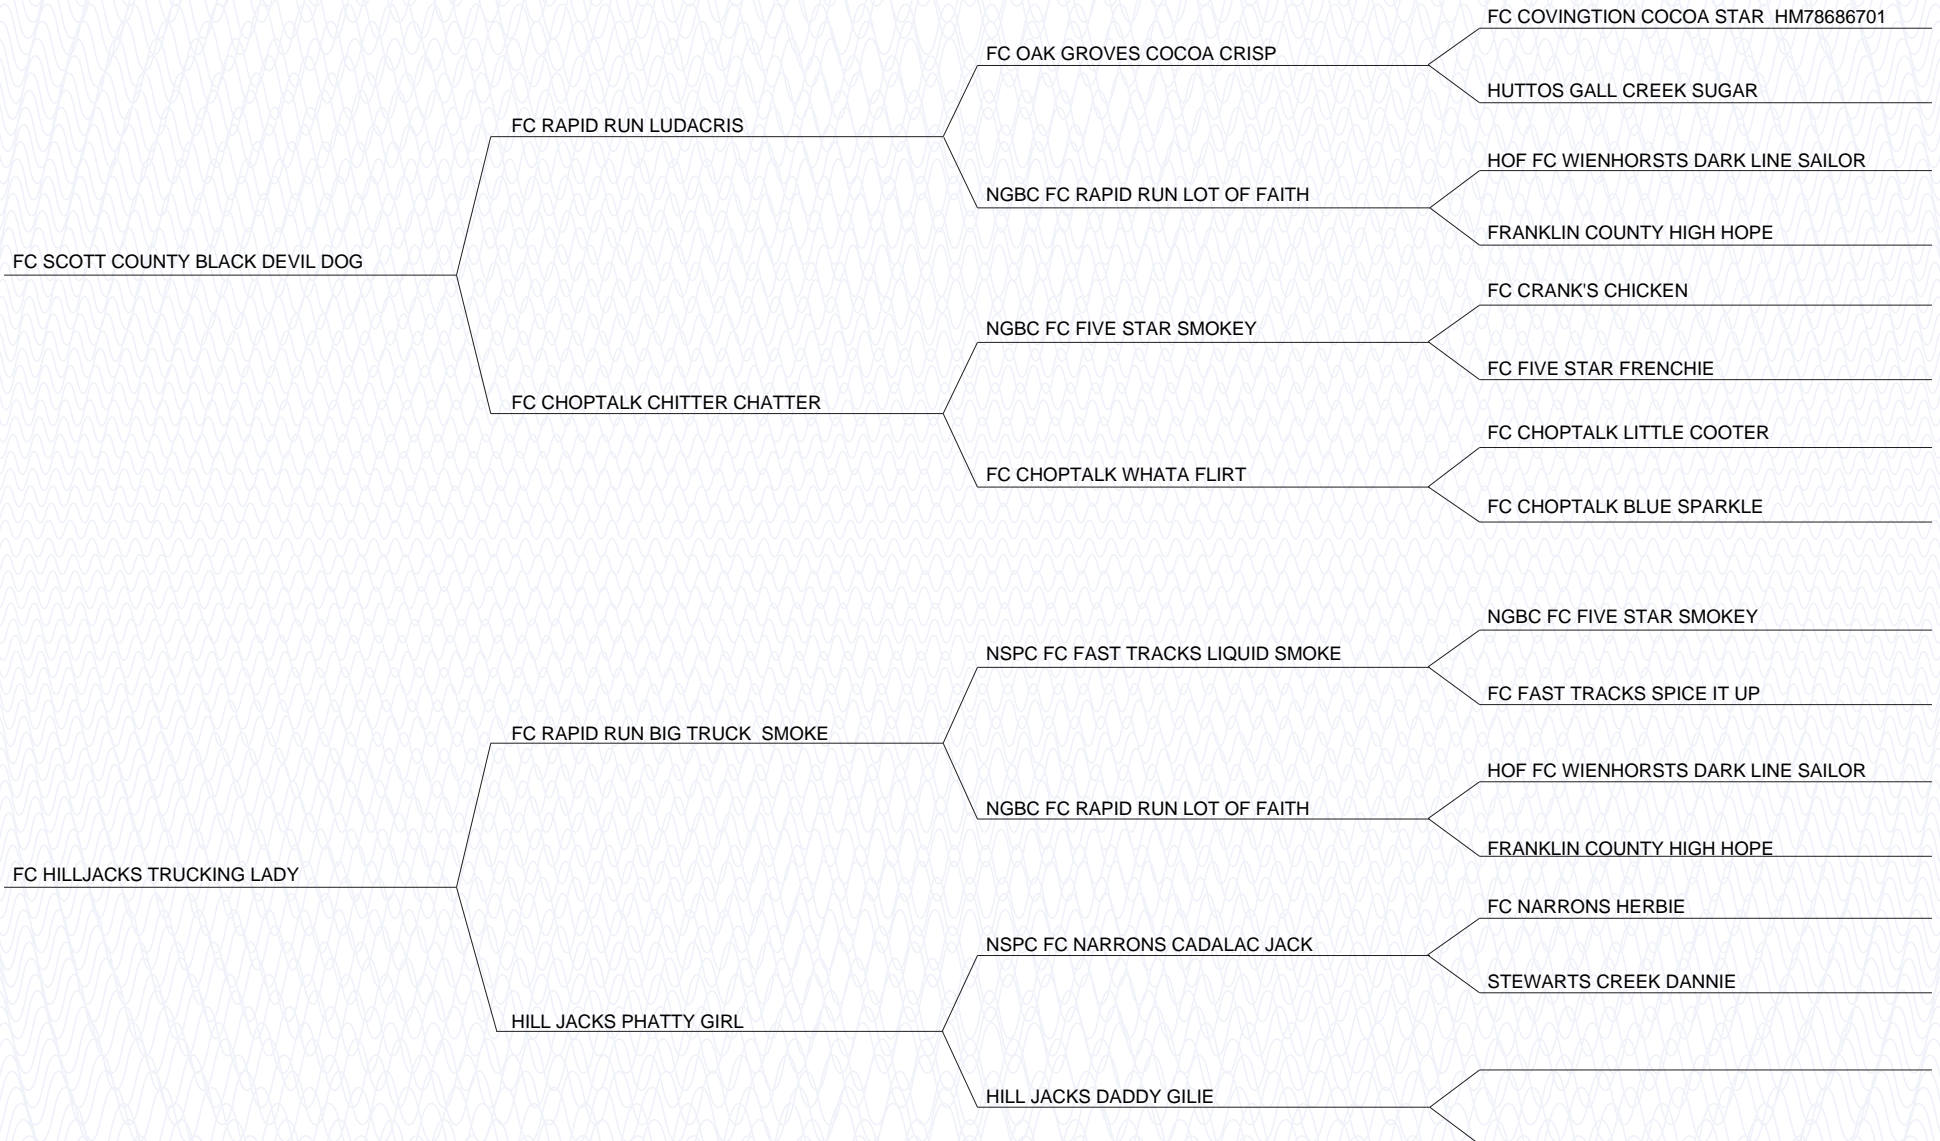 FC COVINGTION COCOA STAR  HM78686701
FC OAK GROVES COCOA CRISP
HUTTOS GALL CREEK SUGAR
FC RAPID RUN LUDACRIS
HOF FC WIENHORSTS DARK LINE SAILOR
NGBC FC RAPID RUN LOT OF FAITH
FRANKLIN COUNTY HIGH HOPE
FC SCOTT COUNTY BLACK DEVIL DOG
FC CRANK'S CHICKEN
NGBC FC FIVE STAR SMOKEY
FC FIVE STAR FRENCHIE
FC CHOPTALK CHITTER CHATTER
FC CHOPTALK LITTLE COOTER
FC CHOPTALK WHATA FLIRT
FC CHOPTALK BLUE SPARKLE
NGBC FC FIVE STAR SMOKEY
NSPC FC FAST TRACKS LIQUID SMOKE
FC FAST TRACKS SPICE IT UP
FC RAPID RUN BIG TRUCK  SMOKE
HOF FC WIENHORSTS DARK LINE SAILOR
NGBC FC RAPID RUN LOT OF FAITH
FRANKLIN COUNTY HIGH HOPE
FC HILLJACKS TRUCKING LADY
FC NARRONS HERBIE
NSPC FC NARRONS CADALAC JACK
STEWARTS CREEK DANNIE
HILL JACKS PHATTY GIRL
HILL JACKS DADDY GILIE